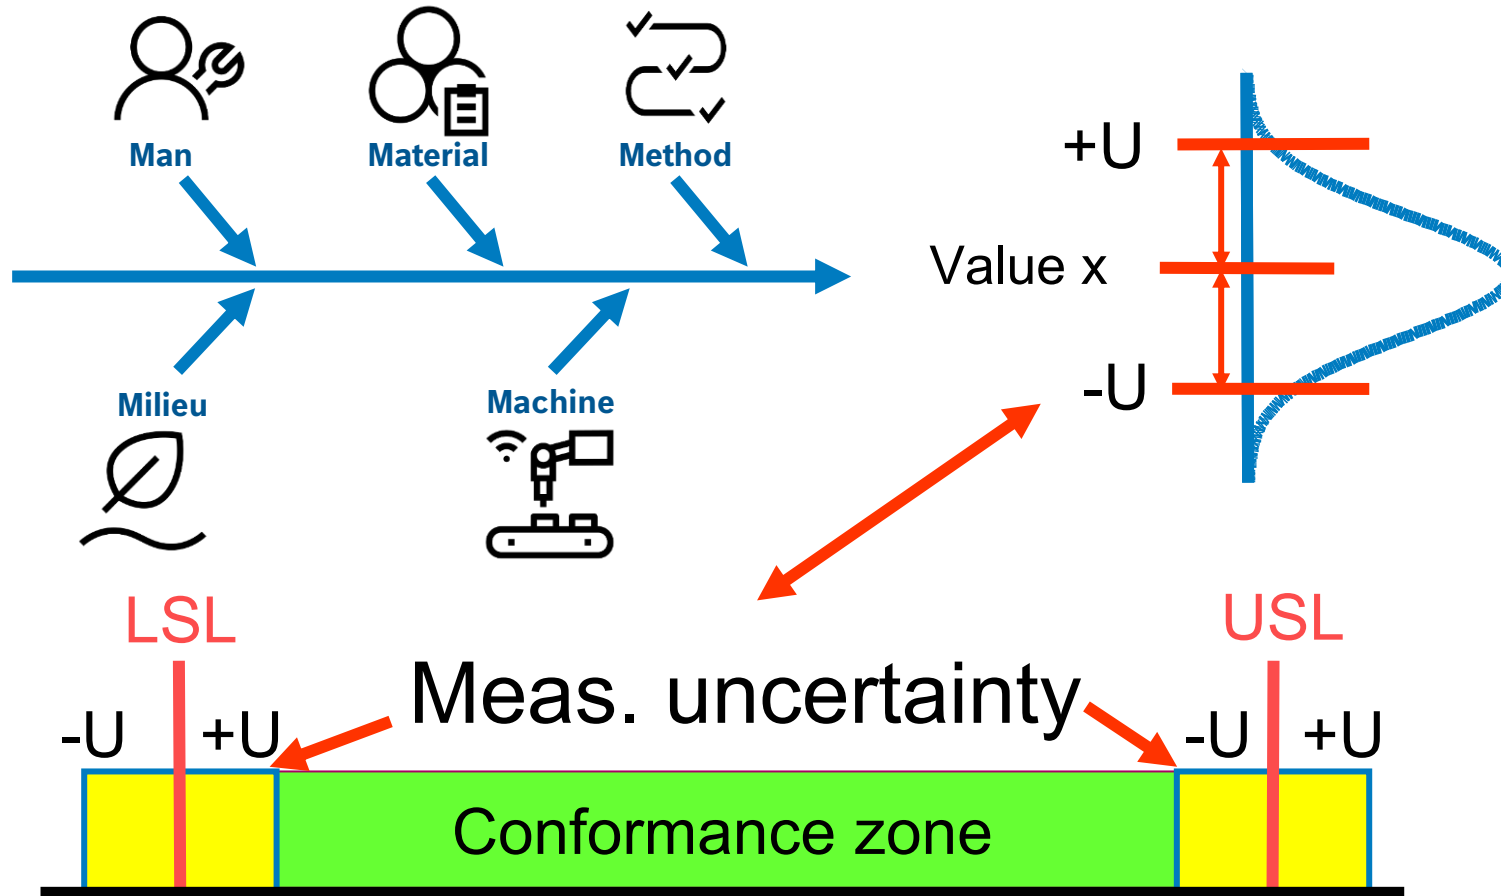 Man
Material
Method
+U
Value x
-U
Milieu
Machine
LSL
USL
Meas. uncertainty
-U
+U
-U
+U
Conformance zone